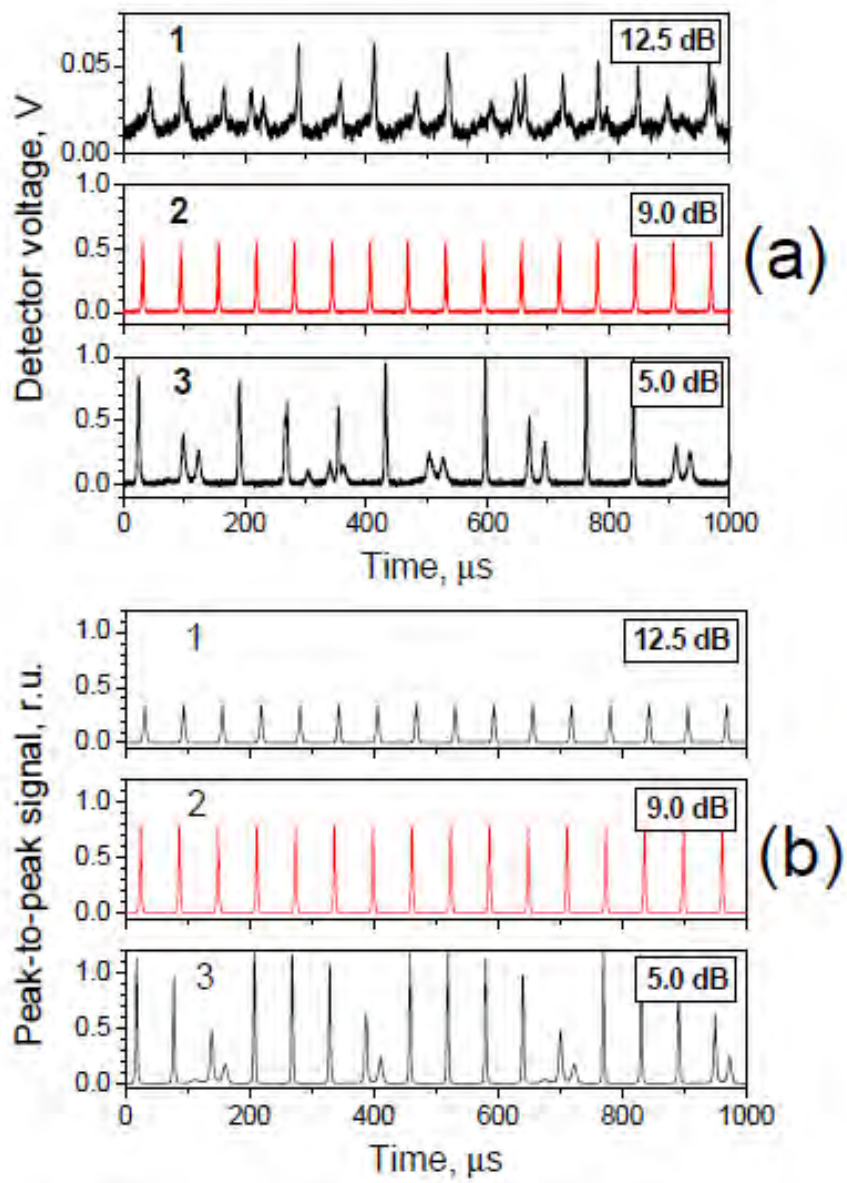 1 12.5 dB
0.05
0.00
1.0 2 9.0 dB
0.5
0.0
1.0 3 5.0 dB
0.5
0.0
0 200 400 600 800 1000
Time, μs
Detector voltage, V
(a)
1.0 1 12.5 dB
0.5
0.0
1.0 2 9.0 dB
0.5
0.0
1.0 3 5.0 dB
0.5
0.0
0 200 400 600 800 1000
Time, μs
Peak-to-peak signal, r.u.
(b)